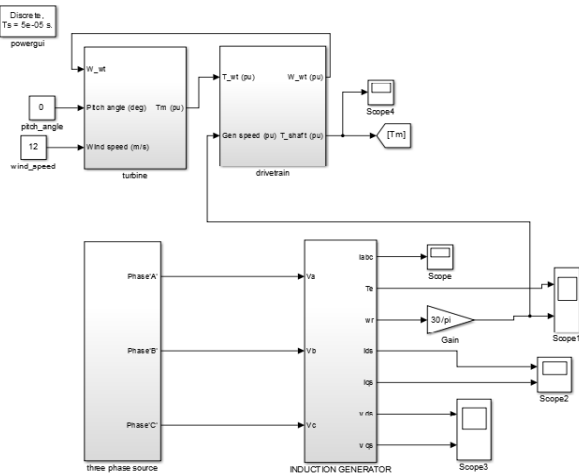 Discrete,
Ts = 5e-05 s.
powergui
W_wt
Pitch angle (deg)
Tm (pu)
Wind speed (m/s)
turbine
0
pitch_angle
12
wind_speed
T_wt (pu)
W_wt (pu)
Gen speed (pu)
T_shaft (pu)
drivetrain
Scope4
[Tm]
Phase'A'
Phase'B'
Phase'C'
three phase source
Va
Vb
Vc
Iabc
Te
wr
Ids
Iqs
vds
vqs
INDUCTION GENERATOR
Scope
30/pi
Gain
Scope1
Scope2
Scope3